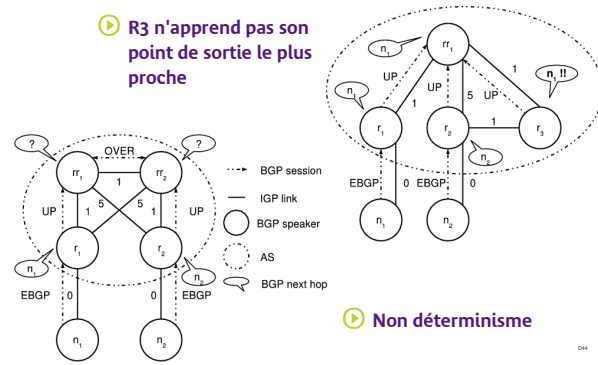 R3 n'apprend pas son
point de sortie le plus
proche
n1
rr1
UP
1
n1 !!
n1
UP
5
UP
1
r1
r2
1
r3
n2
EBGP
0
EBGP
0
n1
n2
?
OVER
?
rr1
1
rr2
UP
1
5
5
1
UP
r1
r2
n1
n2
EBGP
0
0
EBGP
n1
n2
BGP session
IGP link
BGP speaker
AS
BGP next hop
Non déterminisme
D44